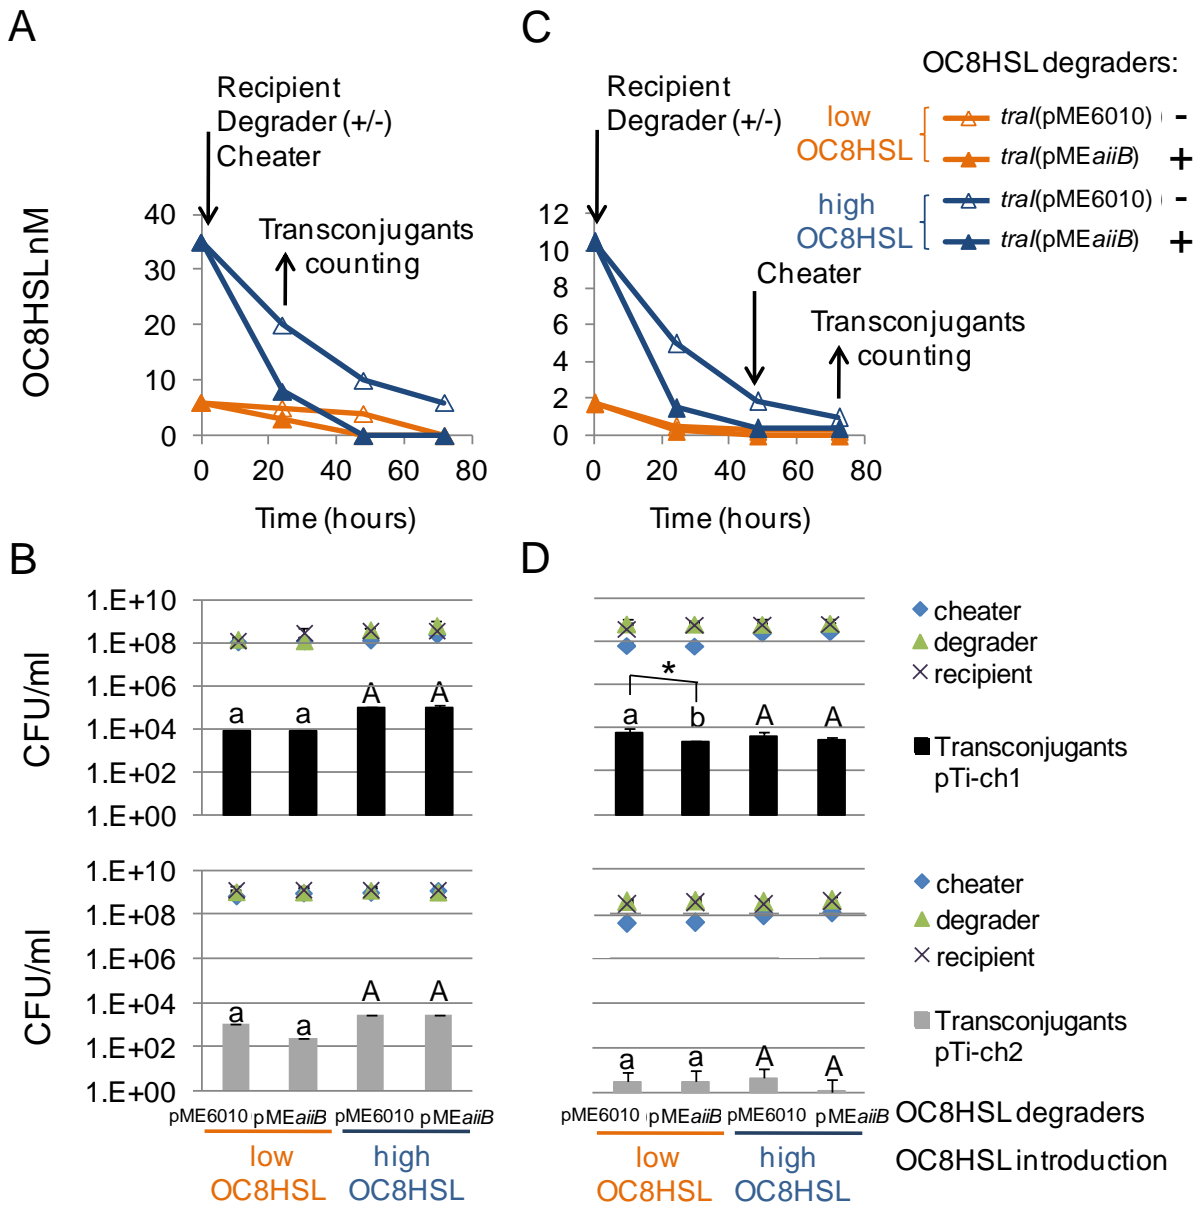 A
Recipient
Degrader (+/-)
Cheater
Transconjugants
counting
OC8HSL nM
40
30
20
10
0
0 20 40 60 80
Time (hours)
C
Recipient
Degrader (+/-)
Cheater
Transconjugants
counting
12
10
8
6
4
2
0
0 20 40 60 80
Time (hours)
OC8HSL degraders:
low
OC8HSL
traI(pME6010) -
traI(pMEaiiB) +
high
OC8HSL
traI(pME6010) -
traI(pMEaiiB) +
B
CFU/ml
1.E+10
1.E+08
1.E+06
1.E+04
1.E+02
1.E+00
a a A A
CFU/ml
1.E+10
1.E+08
1.E+06
1.E+04
1.E+02
1.E+00
a a A A
pME6010 pMEaiiB pME6010 pMEaiiB
low
OC8HSL
high
OC8HSL
D
*
a b A A
cheater
degrader
recipient
Transconjugants
pTi-ch1
a a A A
cheater
degrader
recipient
Transconjugants
pTi-ch2
pME6010 pMEaiiB pME6010 pMEaiiB
OC8HSL degraders
low
OC8HSL
high
OC8HSL
OC8HSL introduction